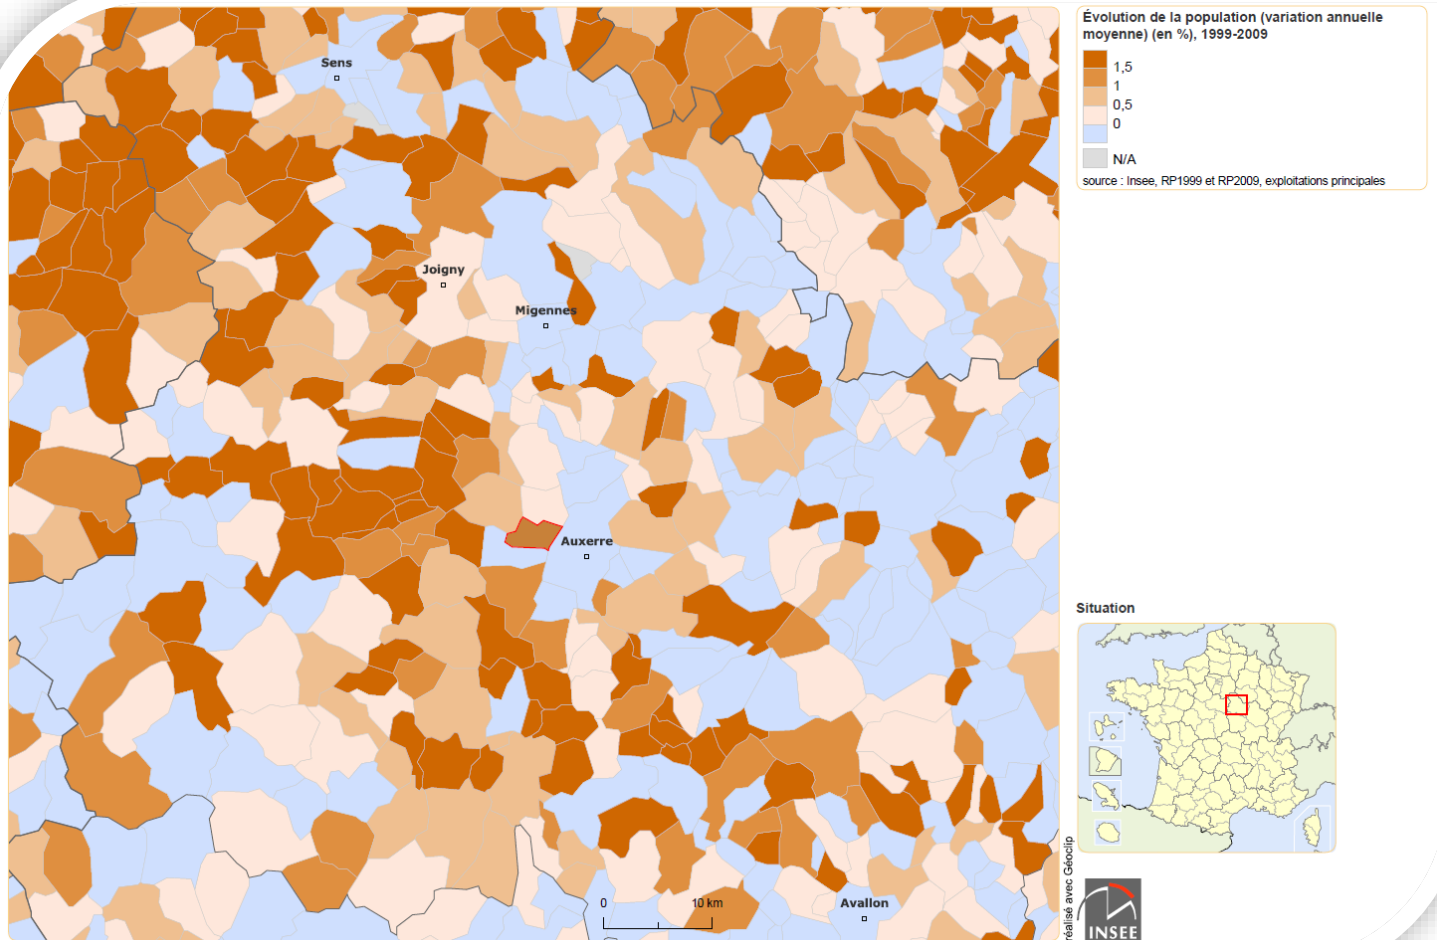 Évolution de la population (variation annuelle
moyenne) (en %), 1999-2009
1,5
1
0,5
0
N/A
source : Insee, RP1999 et RP2009, exploitations principales
Sens
Joigny
Migennes
Auxerre
Avallon
0 10 km
Situation
réalisé avec Géoclip
INSEE